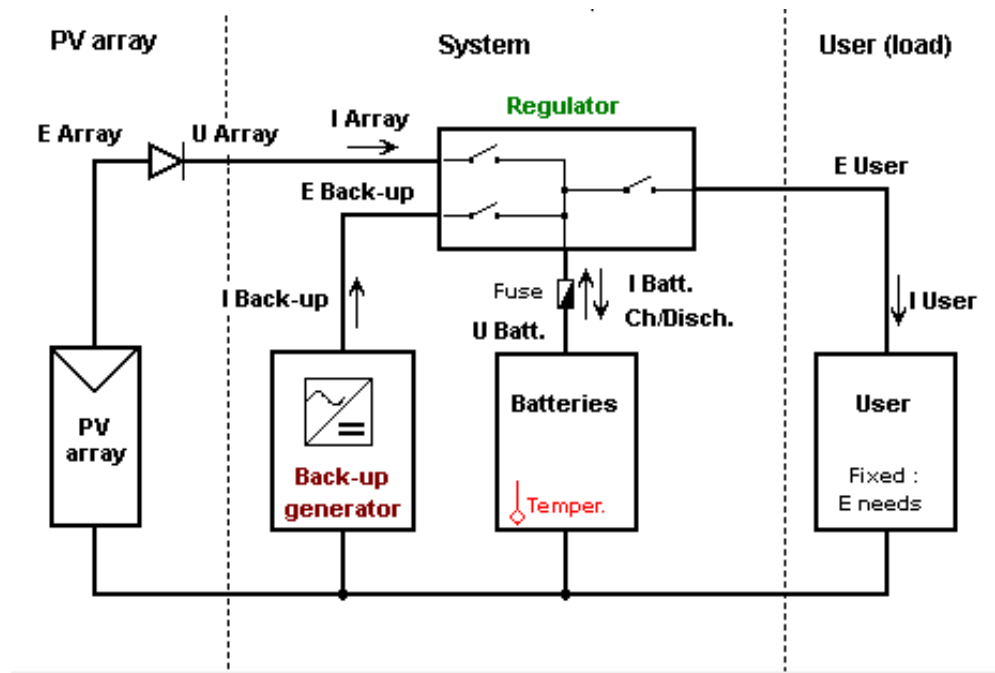 PV array
System
User (load)
Regulator
E Array
U Array
I Array
E Back-up
E User
I Back-up
Fuse
U Batt.
I Batt.
Ch/Disch.
I User
PV
array
Back-up
generator
Batteries
Temper.
User
Fixed :
E needs